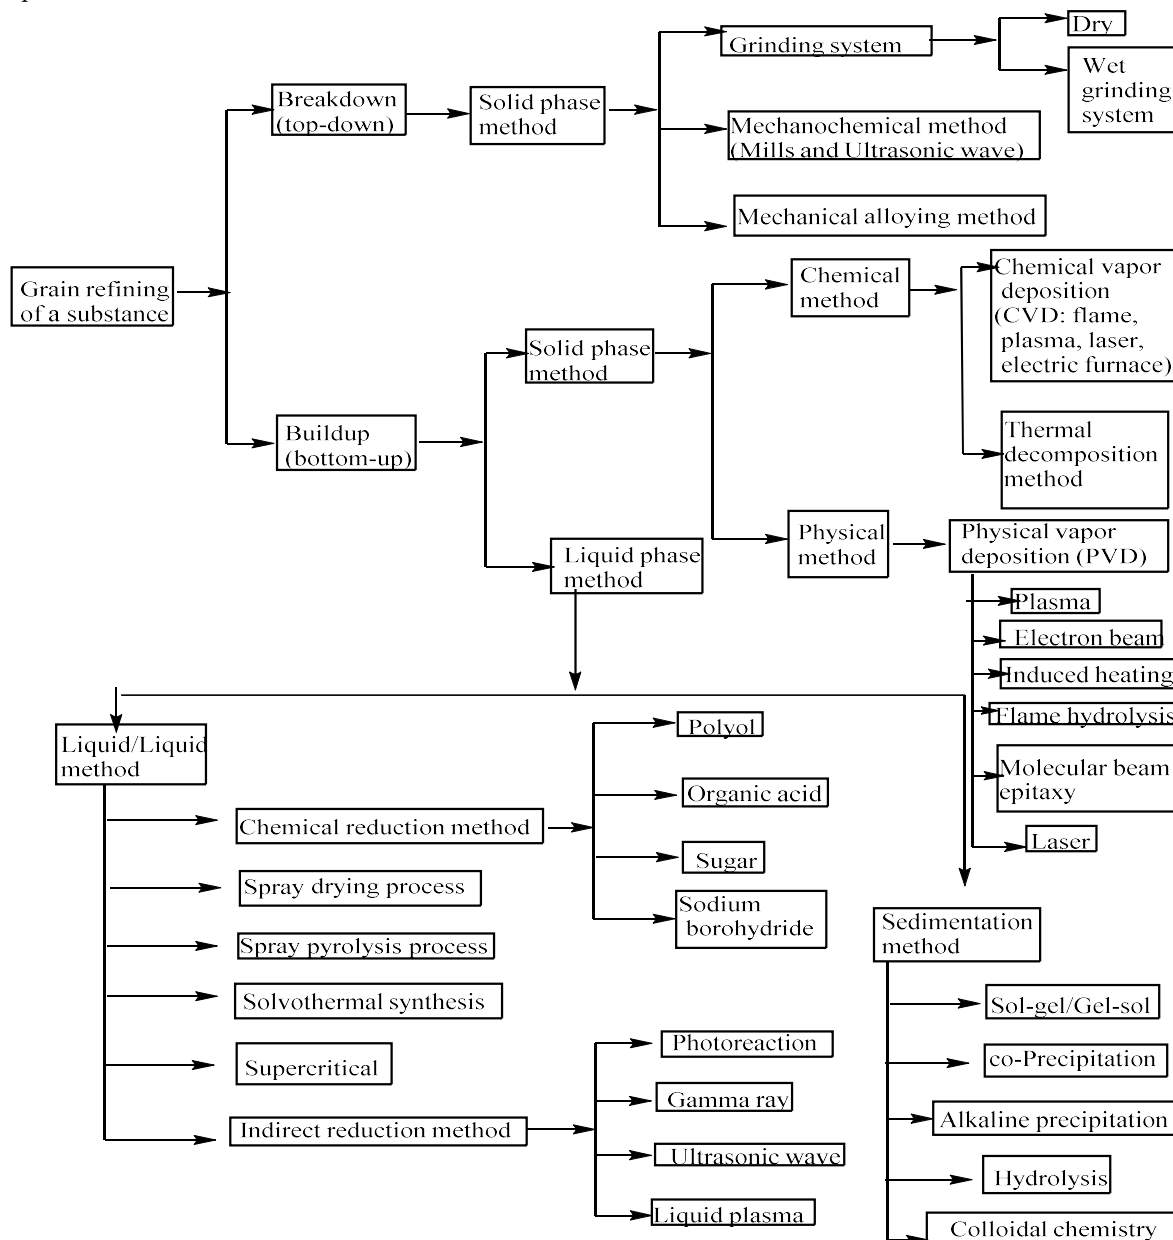 Grinding system
Dry
Wet
grinding
system
Breakdown
(top-down)
Solid phase
method
Mechanochemical method
(Mills and Ultrasonic wave)
Mechanical alloying method
Grain refining
of a substance
Chemical
method
Chemical vapor
deposition
(CVD: flame,
plasma, laser,
electric furnace)
Solid phase
method
Buildup
(bottom-up)
Thermal
decomposition
method
Liquid phase
method
Physical
method
Physical vapor
deposition (PVD)
Plasma
Electron beam
Induced heating
Flame hydrolysis
Molecular beam
epitaxy
Laser
Liquid/Liquid
method
Chemical reduction method
Polyol
Organic acid
Sugar
Sodium
borohydride
Spray drying process
Spray pyrolysis process
Solvothermal synthesis
Supercritical
Indirect reduction method
Photoreaction
Gamma ray
Ultrasonic wave
Liquid plasma
Sedimentation
method
Sol-gel/Gel-sol
co-Precipitation
Alkaline precipitation
Hydrolysis
Colloidal chemistry